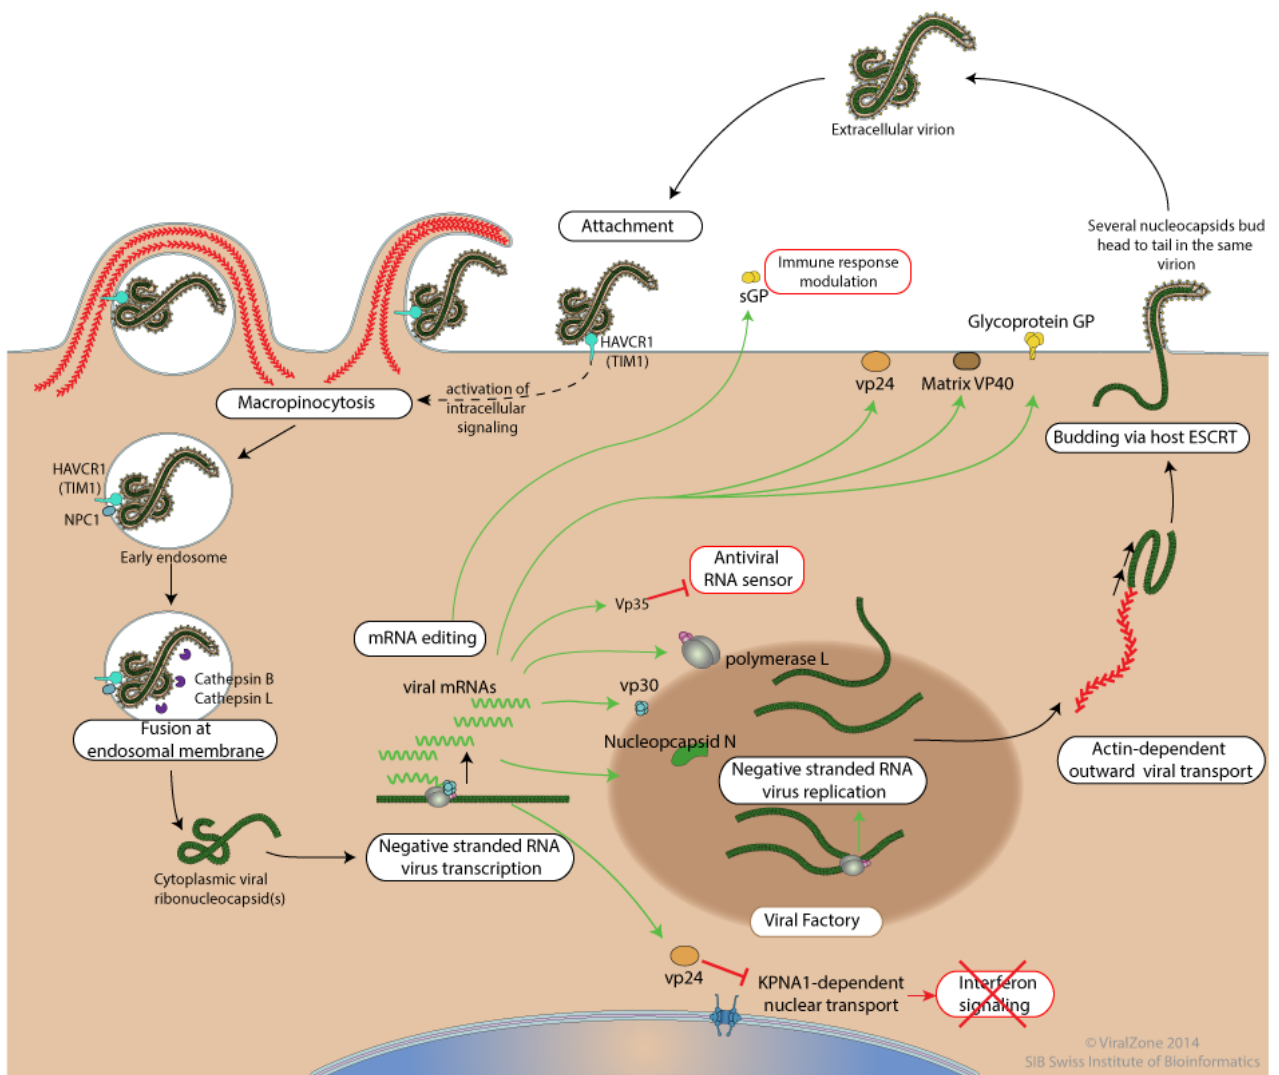 Extracellular virion
Attachment
Several nucleocapsids bud
head to tail in the same
virion
Immune response
modulation
sGP
HAVCR1
(TIM1)
Glycoprotein GP
vp24
Matrix VP40
activation of
intracellular
signaling
Macropinocytosis
Budding via host ESCRT
HAVCR1
(TIM1)
NPC1
Early endosome
Antiviral
RNA sensor
Vp35
mRNA editing
polymerase L
Cathepsin B
Cathepsin L
viral mRNAs
vp30
Fusion at
endosomal membrane
Nucleopcapsid N
Negative stranded RNA
virus replication
Actin-dependent
outward viral transport
Negative stranded RNA
virus transcription
Cytoplasmic viral
ribonucleocapsid(s)
Viral Factory
vp24
KPNA1-dependent
nuclear transport
Interferon
signaling
© ViralZone 2014
SIB Swiss Institute of Bioinformatics